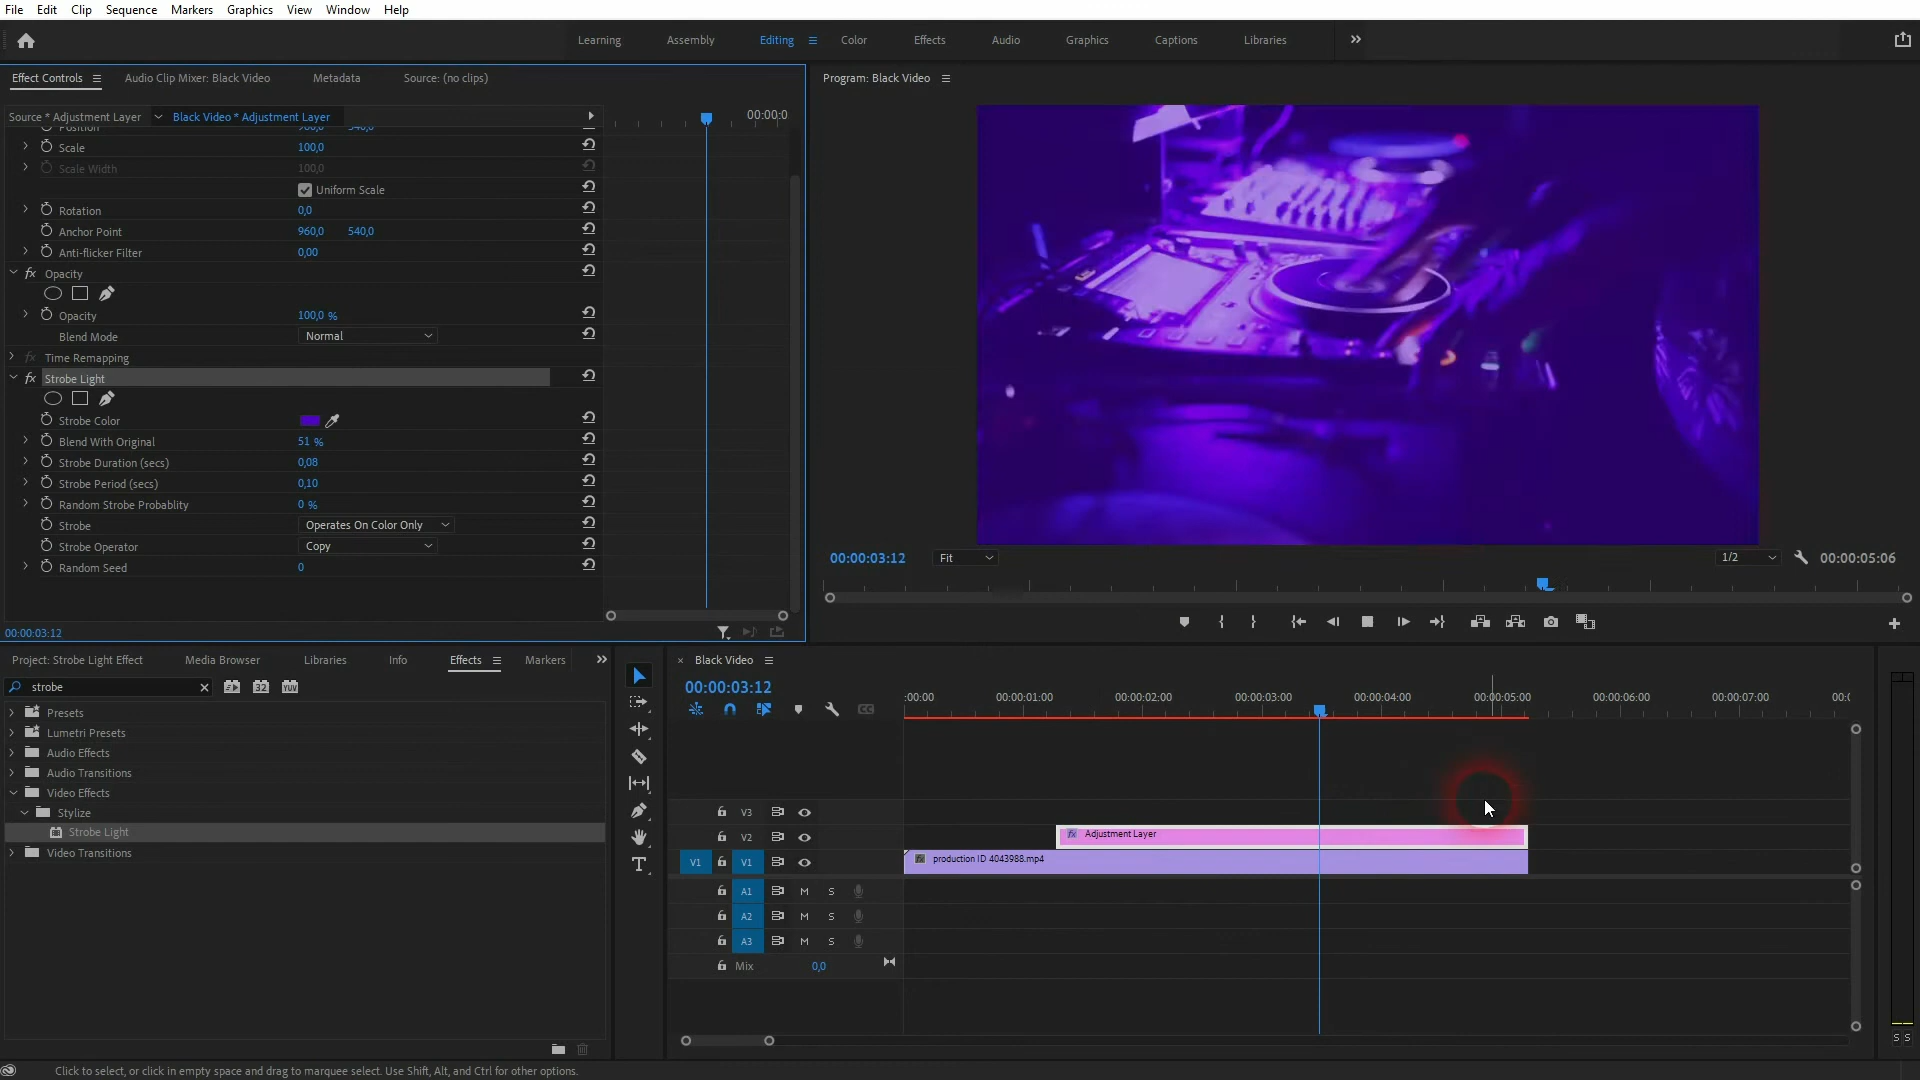 File Edit Clip Sequence Markers Graphics View Window Help
Learning Assembly Editing Color Effects Audio Graphics Captions Libraries
Effect Controls Audio Clip Mixer: Black Video Metadata Source: (no clips)
Source * Adjustment Layer Black Video * Adjustment Layer 00:00:0
Position 960,0 540,0
Scale 100,0
Scale Width 100,0
Uniform Scale
Rotation 0,0
Anchor Point 960,0 540,0
Anti-flicker Filter 0,00
fx Opacity
Opacity 100,0 %
Blend Mode Normal
fx Time Remapping
fx Strobe Light
Strobe Color
Blend With Original 51 %
Strobe Duration (secs) 0,08
Strobe Period (secs) 0,10
Random Strobe Probablity 0 %
Strobe Operates On Color Only
Strobe Operator Copy
Random Seed 0
00:00:03:12
Program: Black Video
00:00:03:12 Fit 1/2 00:00:05:06
Project: Strobe Light Effect Media Browser Libraries Info Effects Markers
strobe 32 YUV
Presets
Lumetri Presets
Audio Effects
Audio Transitions
Video Effects
Stylize
Strobe Light
Video Transitions
Black Video
00:00:03:12
:00:00 00:00:01:00 00:00:02:00 00:00:03:00 00:00:04:00 00:00:05:00 00:00:06:00 00:00:07:00 00:0
V3
V2 fx Adjustment Layer
V1 V1 production ID 4043988.mp4
A1 M S
A2 M S
A3 M S
Mix 0,0
S S
Click to select, or click in empty space and drag to marquee select. Use Shift, Alt, and Ctrl for other options.